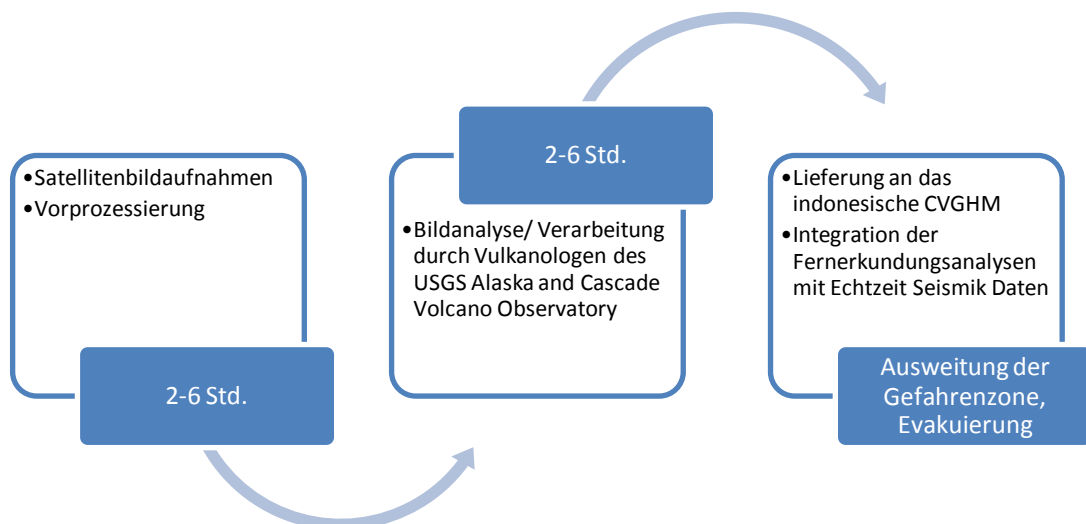 •Satellitenbildaufnahmen
•Vorprozessierung
2-6 Std.
2-6 Std.
•Bildanalyse/ Verarbeitung
durch Vulkanologen des
USGS Alaska and Cascade
Volcano Observatory
•Lieferung an das
indonesische CVGHM
•Integration der
Fernerkundungsanalysen
mit Echtzeit Seismik Daten
Ausweitung der
Gefahrenzone,
Evakuierung